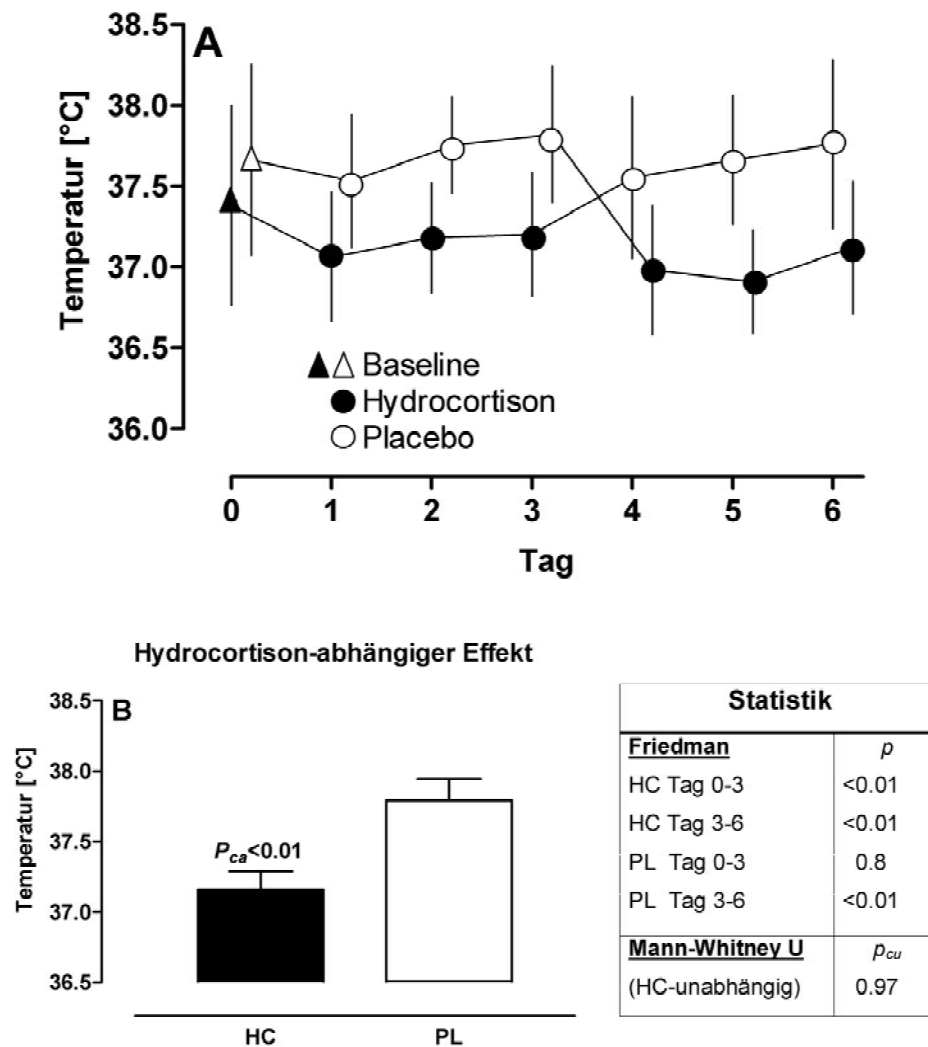 A
38.5
38.0
37.5
37.0
36.5
36.0
Temperatur [°C]
Baseline
Hydrocortison
Placebo
0 1 2 3 4 5 6
Tag
Hydrocortison-abhängiger Effekt
B
38.5
38.0
37.5
37.0
36.5
Temperatur [°C]
Pca<0.01
HC PL
Statistik
Friedman p
HC Tag 0-3 <0.01
HC Tag 3-6 <0.01
PL Tag 0-3 0.8
PL Tag 3-6 <0.01
Mann-Whitney U pcu
(HC-unabhängig) 0.97